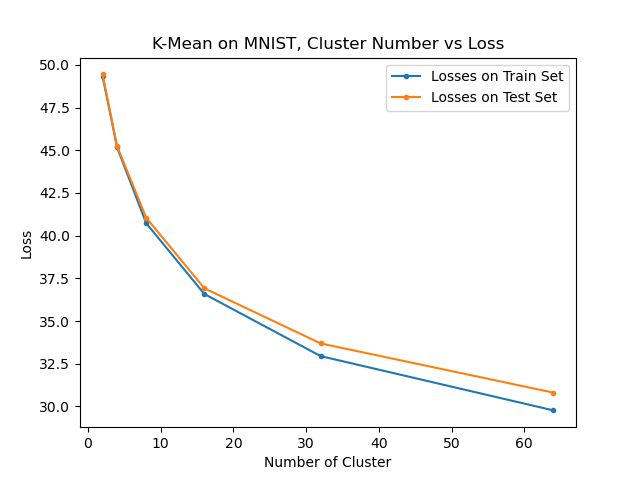 K-Mean on MNIST, Cluster Number vs Loss
50.0
47.5
45.0
42.5
40.0
37.5
35.0
32.5
30.0
Loss
Losses on Train Set
Losses on Test Set
0 10 20 30 40 50 60
Number of Cluster